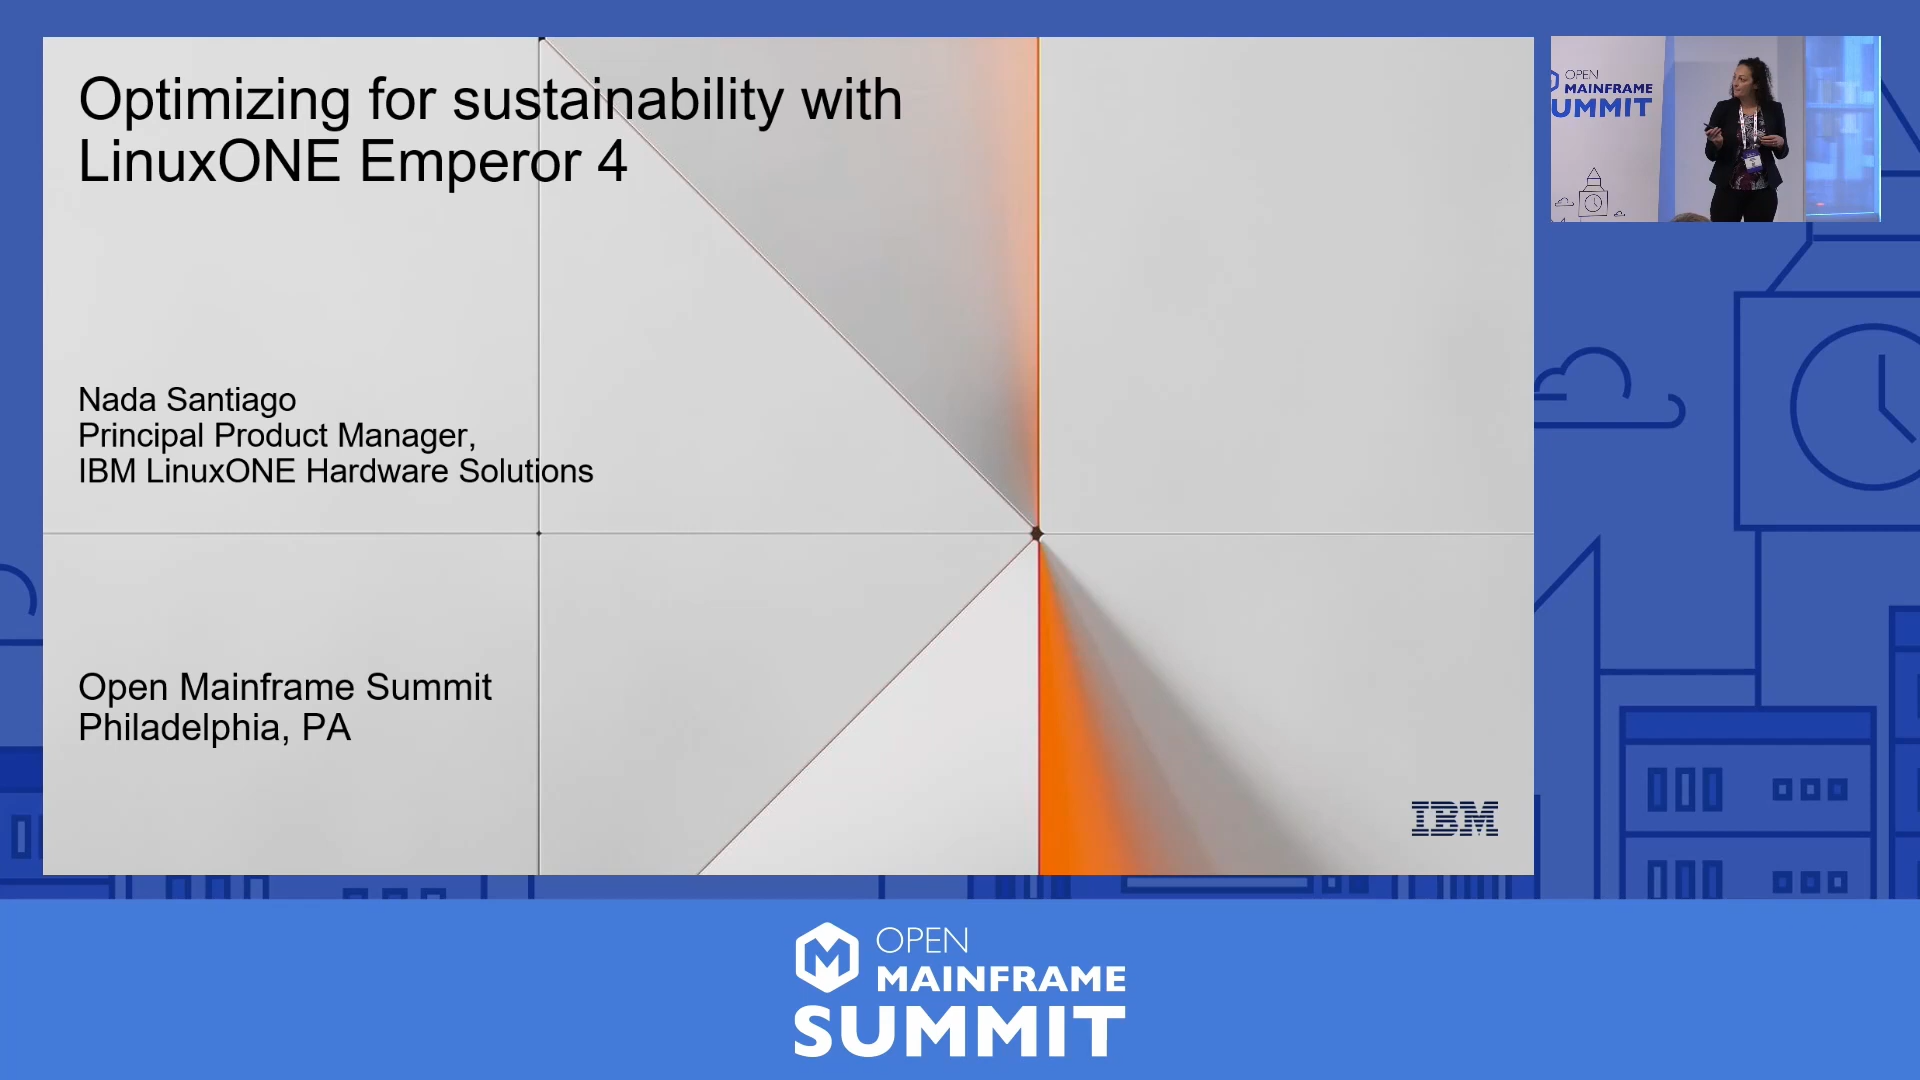 Optimizing for sustainability with
LinuxONE Emperor 4
Nada Santiago
Principal Product Manager,
IBM LinuxONE Hardware Solutions
Open Mainframe Summit
Philadelphia, PA
IBM
OPEN
MAINFRAME
UMMIT
OPEN
MAINFRAME
SUMMIT